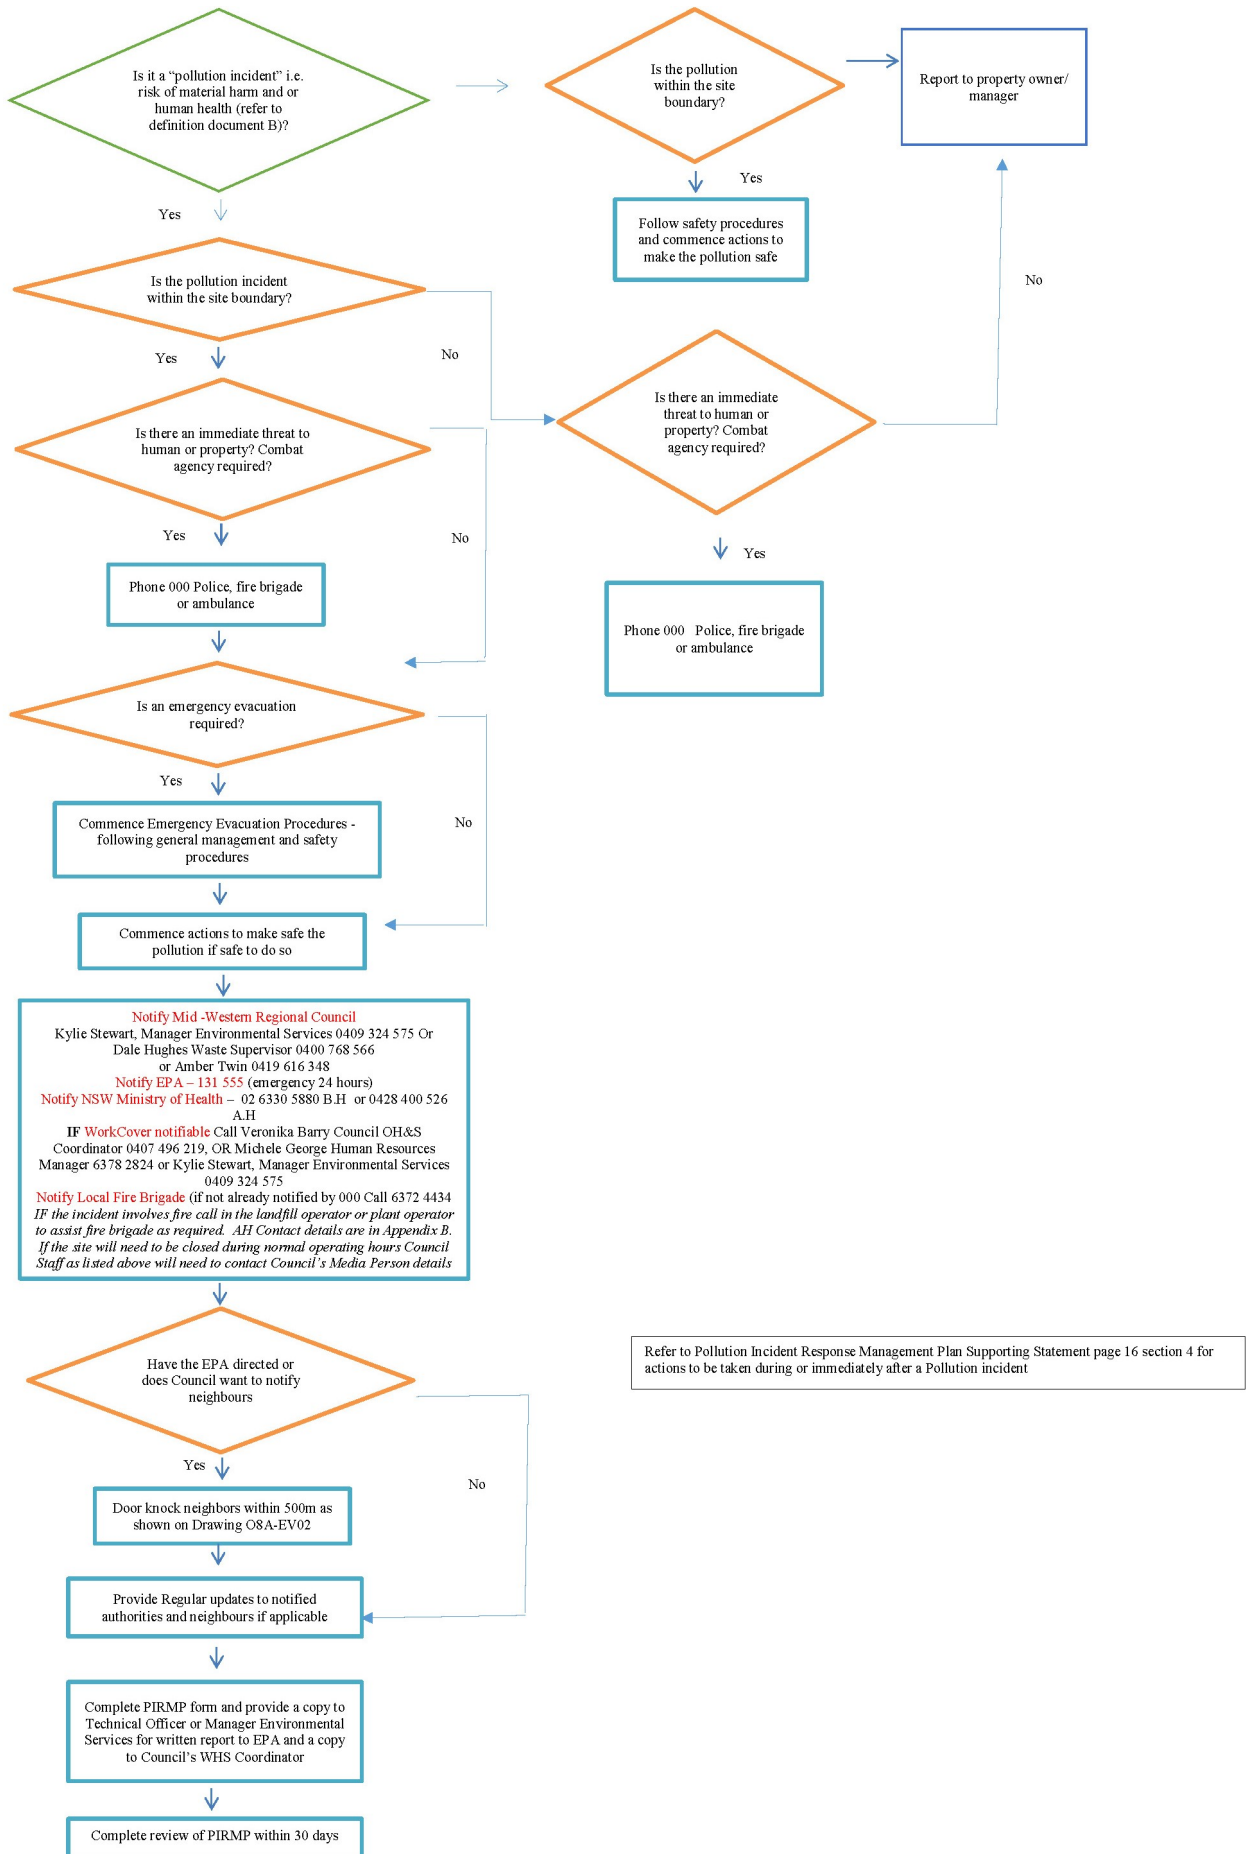 Is it a “pollution incident” i.e.
risk of material harm and or
human health (refer to
definition document B)?
Is the pollution
within the site
boundary?
Report to property owner/
manager
Yes
Follow safety procedures
and commence actions to
make the pollution safe
Yes
Is the pollution incident
within the site boundary?
No
Yes
No
Is there an immediate threat to
human or property? Combat
agency required?
Is there an immediate
threat to human or
property? Combat
agency required?
Yes
No
Yes
Phone 000 Police, fire brigade
or ambulance
Phone 000   Police, fire brigade
or ambulance
Is an emergency evacuation
required?
Yes
No
Commence Emergency Evacuation Procedures -
following general management and safety
procedures
Commence actions to make safe the
pollution if safe to do so
Notify Mid -Western Regional Council
Kylie Stewart, Manager Environmental Services 0409 324 575 Or
Dale Hughes Waste Supervisor 0400 768 566
or Amber Twin 0419 616 348
Notify EPA – 131 555 (emergency 24 hours)
Notify NSW Ministry of Health –  02 6330 5880 B.H  or 0428 400 526
A.H
IF WorkCover notifiable Call Veronika Barry Council OH&S
Coordinator 0407 496 219, OR Michele George Human Resources
Manager 6378 2824 or Kylie Stewart, Manager Environmental Services
0409 324 575
Notify Local Fire Brigade (if not already notified by 000 Call 6372 4434
IF the incident involves fire call in the landfill operator or plant operator
to assist fire brigade as required.  AH Contact details are in Appendix B.
If the site will need to be closed during normal operating hours Council
Staff as listed above will need to contact Council’s Media Person details
Have the EPA directed or
does Council want to notify
neighbours
Refer to Pollution Incident Response Management Plan Supporting Statement page 16 section 4 for
actions to be taken during or immediately after a Pollution incident
Yes
No
Door knock neighbors within 500m as
shown on Drawing O8A-EV02
Provide Regular updates to notified
authorities and neighbours if applicable
Complete PIRMP form and provide a copy to
Technical Officer or Manager Environmental
Services for written report to EPA and a copy
to Council’s WHS Coordinator
Complete review of PIRMP within 30 days